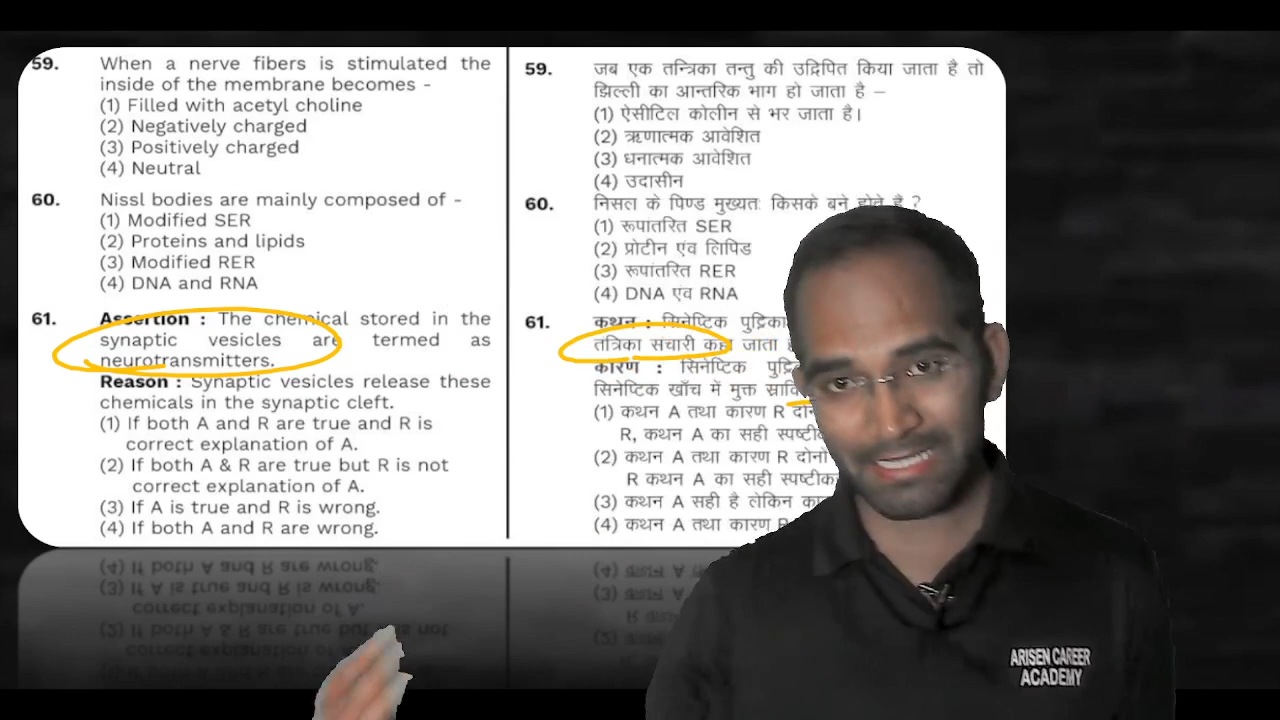 59. When a nerve fibers is stimulated the
inside of the membrane becomes -
(1) Filled with acetyl choline
(2) Negatively charged
(3) Positively charged
(4) Neutral
60. Nissl bodies are mainly composed of -
(1) Modified SER
(2) Proteins and lipids
(3) Modified RER
(4) DNA and RNA
61. Assertion : The chemical stored in the
synaptic vesicles are termed as
neurotransmitters.
Reason : Synaptic vesicles release these
chemicals in the synaptic cleft.
(1) If both A and R are true and R is
correct explanation of A.
(2) If both A & R are true but R is not
correct explanation of A.
(3) If A is true and R is wrong.
(4) If both A and R are wrong.
59. जब एक तन्त्रिका तन्तु की उद्दिपित किया जाता है तो
झिल्ली का आन्तरिक भाग हो जाता है –
(1) ऐसीटिल कोलीन से भर जाता है।
(2) ऋणात्मक आवेशित
(3) धनात्मक आवेशित
(4) उदासीन
60. निसल के पिण्ड मुख्यतः किसके बने होते है ?
(1) रूपांतरित SER
(2) प्रोटीन एंव लिपिड
(3) रूपांतरित RER
(4) DNA एंव RNA
61. कथन : सिनेप्टिक पुट्रिका
तंत्रिका संचारी कहा जाता
कारण : सिनेप्टिक
सिनेप्टिक खाँच में मुक्त
(1) कथन A तथा कारण R दोनों
R, कथन A का सही
(2) कथन A तथा कारण R दोनों
R कथन A का सही
(3) कथन A सही है लेकिन
(4) कथन A तथा कारण R
ARISEN CAREER
ACADEMY